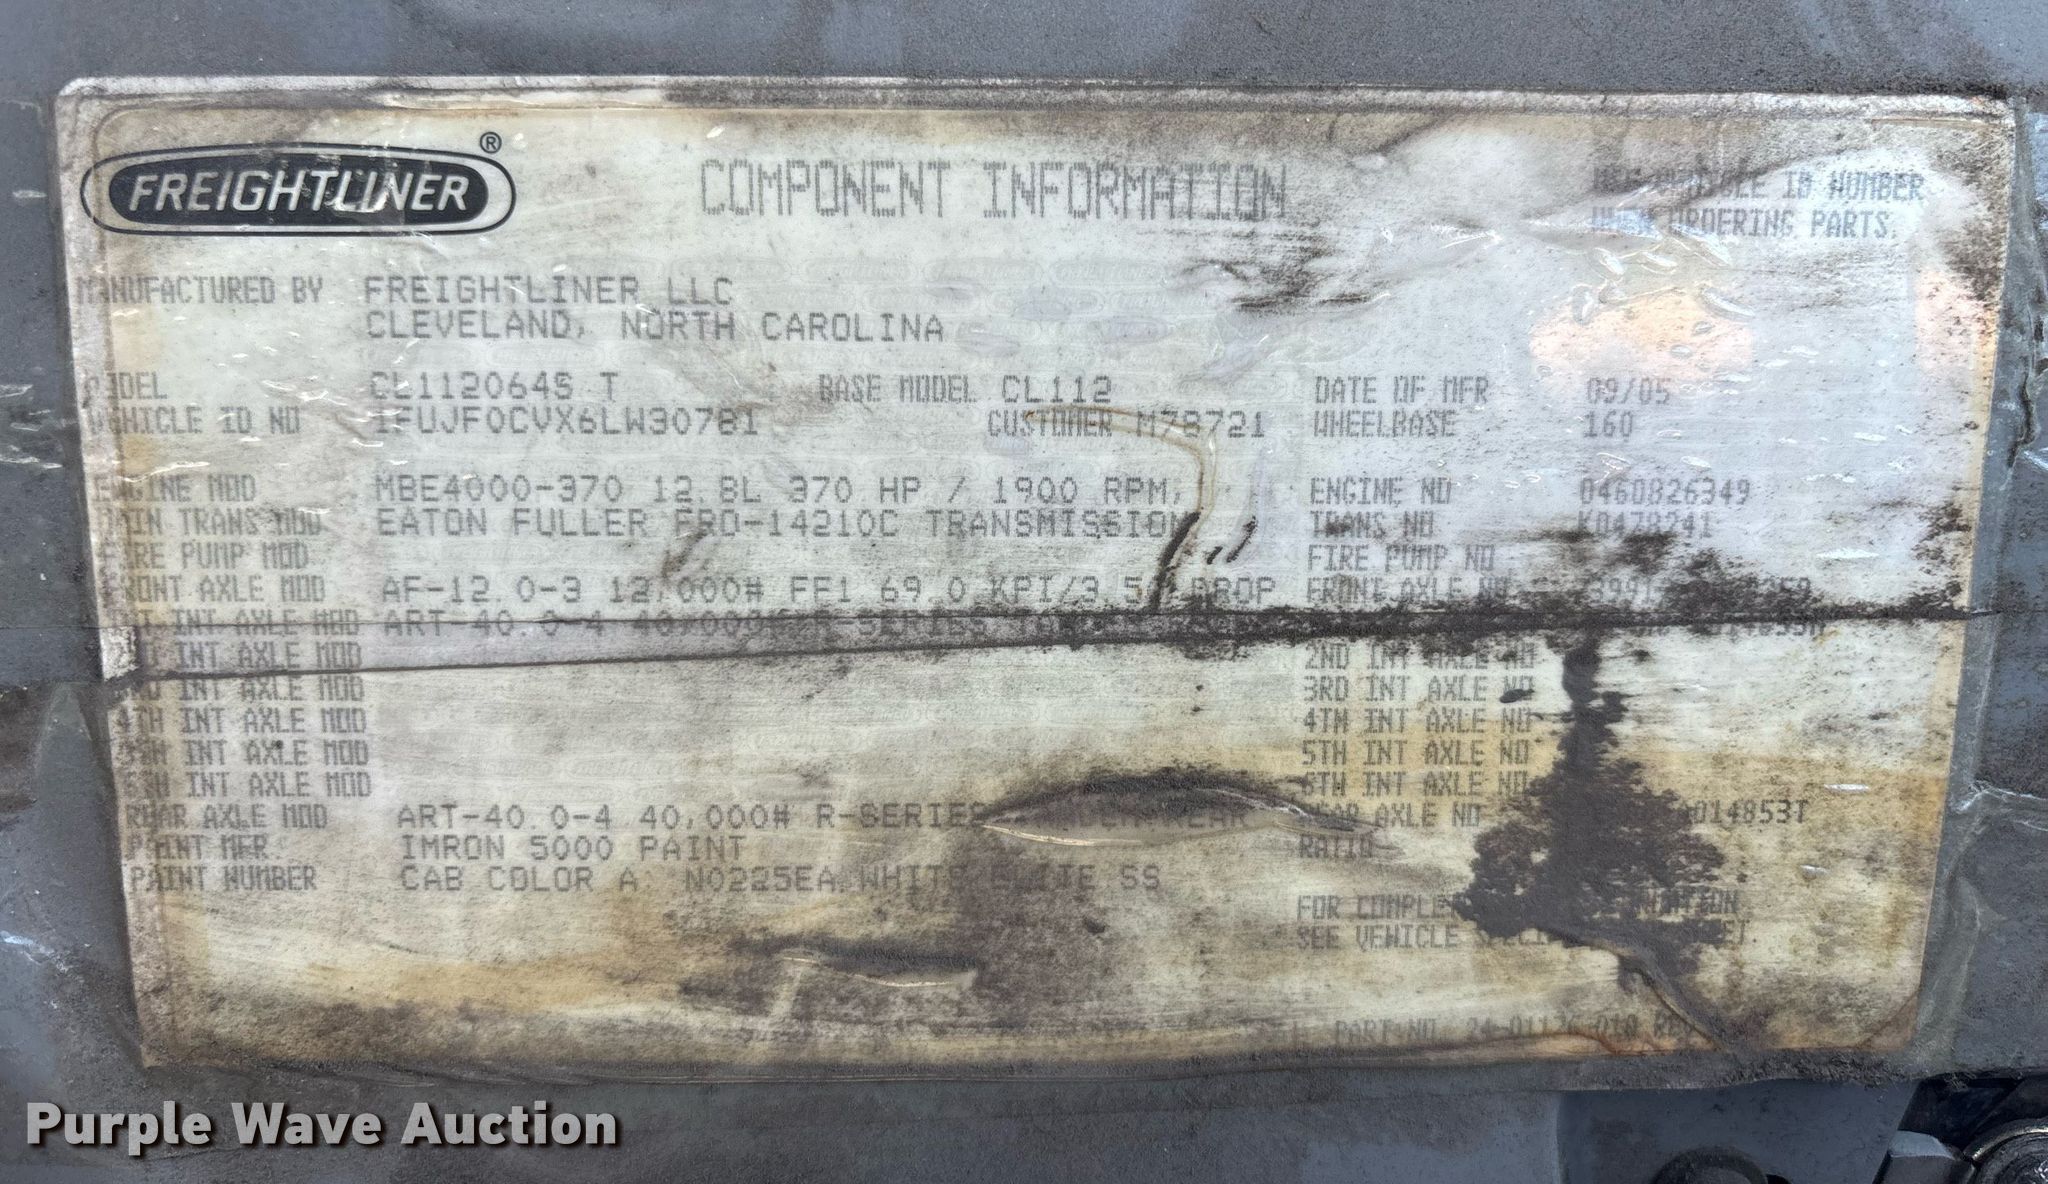 FREIGHTLINER ®
COMPONENT INFORMATION
VEHICLE ID NUMBER
WHEN ORDERING PARTS.
MANUFACTURED BY FREIGHTLINER LLC
CLEVELAND, NORTH CAROLINA
MODEL CL112064S T BASE MODEL CL112 DATE OF MFR 09/05
VEHICLE ID NO 1FUJF0CVX6LW30781 CUSTOMER M78721 WHEELBASE 160
ENGINE MOD MBE4000-370 12.8L 370 HP / 1900 RPM, ENGINE NO 0460826349
MAIN TRANS MOD EATON FULLER FRO-14210C TRANSMISSION TRANS NO K0478241
FIRE PUMP MOD FIRE PUMP NO
FRONT AXLE MOD AF-12.0-3 12,000# FF1 69.0 KPI/3.5 DROP FRONT AXLE NO
INT AXLE MOD ART-40.0-4
INT AXLE MOD 2ND INT AXLE NO
3RD INT AXLE MOD 3RD INT AXLE NO
4TH INT AXLE MOD 4TH INT AXLE NO
5TH INT AXLE MOD 5TH INT AXLE NO
6TH INT AXLE MOD 6TH INT AXLE NO
REAR AXLE MOD ART-40.0-4 40,000# R-SERIES REAR AXLE NO
PAINT MFR. IMRON 5000 PAINT RATIO
PAINT NUMBER CAB COLOR A: N0225EA WHITE ELITE SS
FOR
SEE VEHICLE
PART NO.
Purple Wave Auction